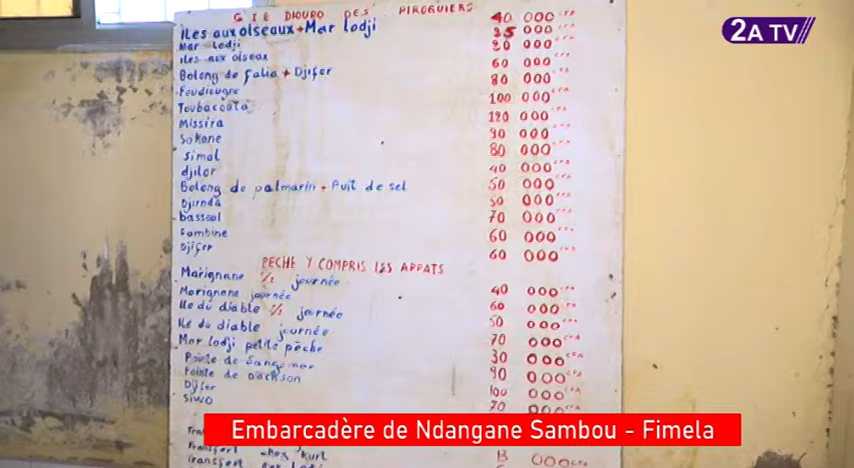 2A TV
G I E DIOUBO DES PIROGUIERS
Iles aux oiseaux + Mar lodji 40 000 CFA
Mar lodji 25 000 CFA
iles aux oiseaux 20 000 CFA
Bolong de falia + Djifer 60 000 CFA
Foudiougne 80 000 CFA
Toubacouta 100 000 CFA
Missira 120 000 CFA
Sokone 90 000 CFA
Simal 80 000 CFA
djilor 40 000 CFA
Bolong de palmarin + Puit de sel 50 000 CFA
Djirnda 50 000 CFA
bassoul 70 000 CFA
Fambine 60 000 CFA
Djifer 60 000 CFA
PECHE Y COMPRIS LES APPATS
Marignane 1/2 journée 40 000 CFA
Marignane journée 60 000 CFA
Ile du diable 1/2 journée 50 000 CFA
Ile du diable journée 70 000 CFA
Mar lodji petite pêche 30 000 CFA
Pointe de Sangomar 90 000 CFA
Pointe de 100 000 CFA
Djifer 70 000 CFA
SIWO
Transfert
Transfert
Embarcadère de Ndangane Sambou - Fimela